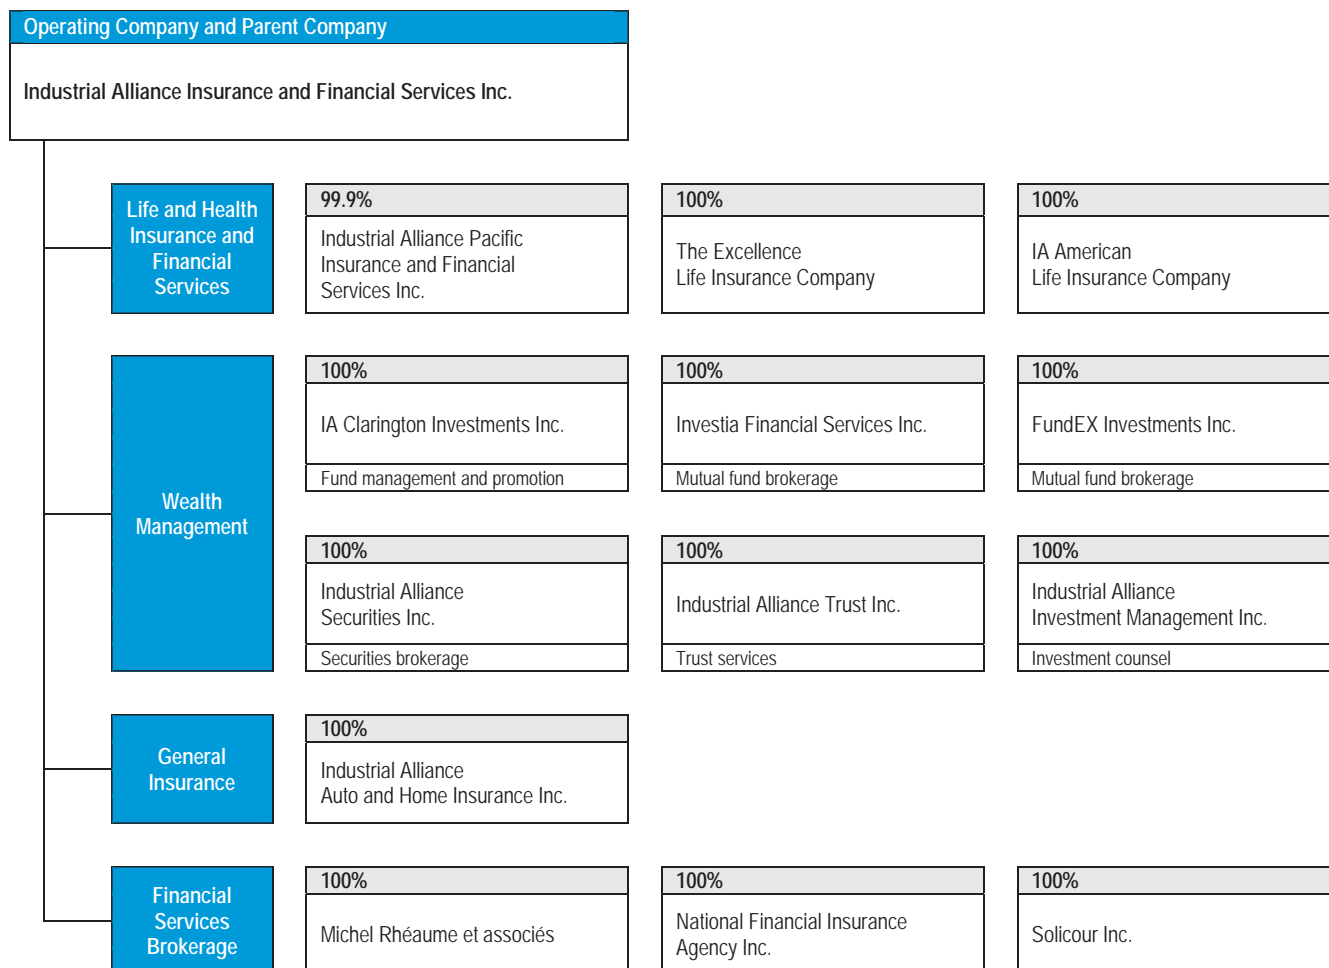 Operating Company and Parent Company
Industrial Alliance Insurance and Financial Services Inc.
Life and Health
Insurance and
Financial
Services
99.9%
Industrial Alliance Pacific
Insurance and Financial
Services Inc.
100%
The Excellence
Life Insurance Company
100%
IA American
Life Insurance Company
Wealth
Management
100%
IA Clarington Investments Inc.
Fund management and promotion
100%
Investia Financial Services Inc.
Mutual fund brokerage
100%
FundEX Investments Inc.
Mutual fund brokerage
100%
Industrial Alliance
Securities Inc.
Securities brokerage
100%
Industrial Alliance Trust Inc.
Trust services
100%
Industrial Alliance
Investment Management Inc.
Investment counsel
General
Insurance
100%
Industrial Alliance
Auto and Home Insurance Inc.
Financial
Services
Brokerage
100%
Michel Rhéaume et associés
100%
National Financial Insurance
Agency Inc.
100%
Solicour Inc.